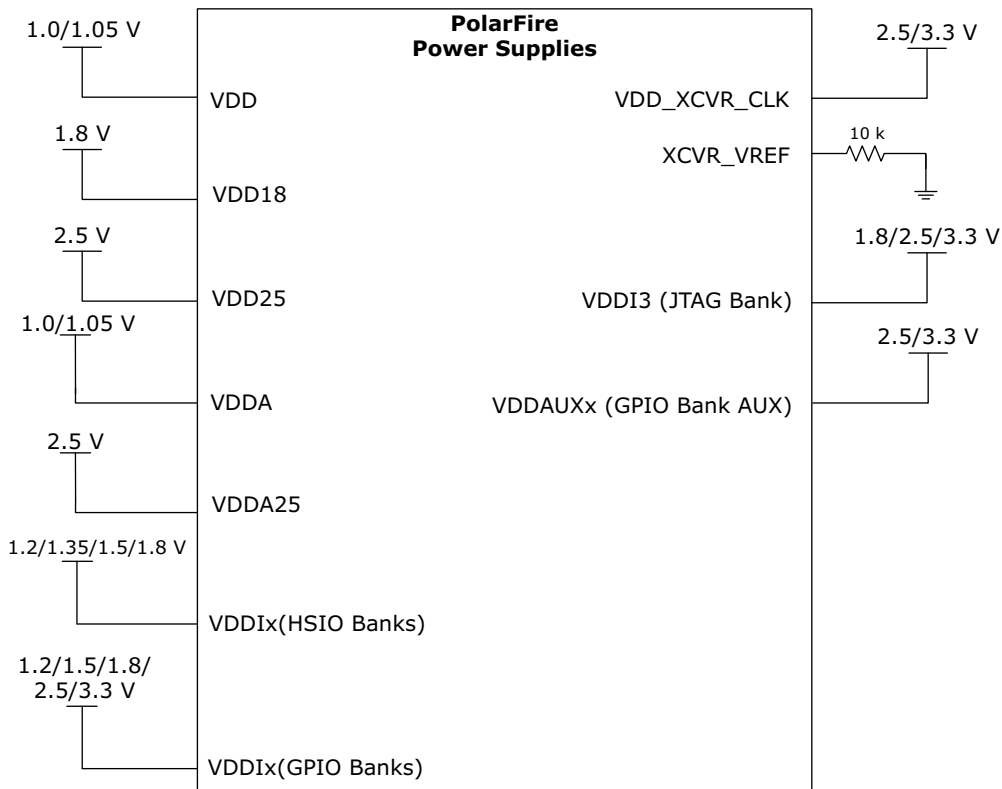 PolarFire
Power Supplies
1.0/1.05 V
VDD
1.8 V
VDD18
2.5 V
VDD25
1.0/1.05 V
VDDA
2.5 V
VDDA25
1.2/1.35/1.5/1.8 V
VDDIx(HSIO Banks)
1.2/1.5/1.8/
2.5/3.3 V
VDDIx(GPIO Banks)
2.5/3.3 V
VDD_XCVR_CLK
10 k
XCVR_VREF
1.8/2.5/3.3 V
VDDI3 (JTAG Bank)
2.5/3.3 V
VDDAUXx (GPIO Bank AUX)